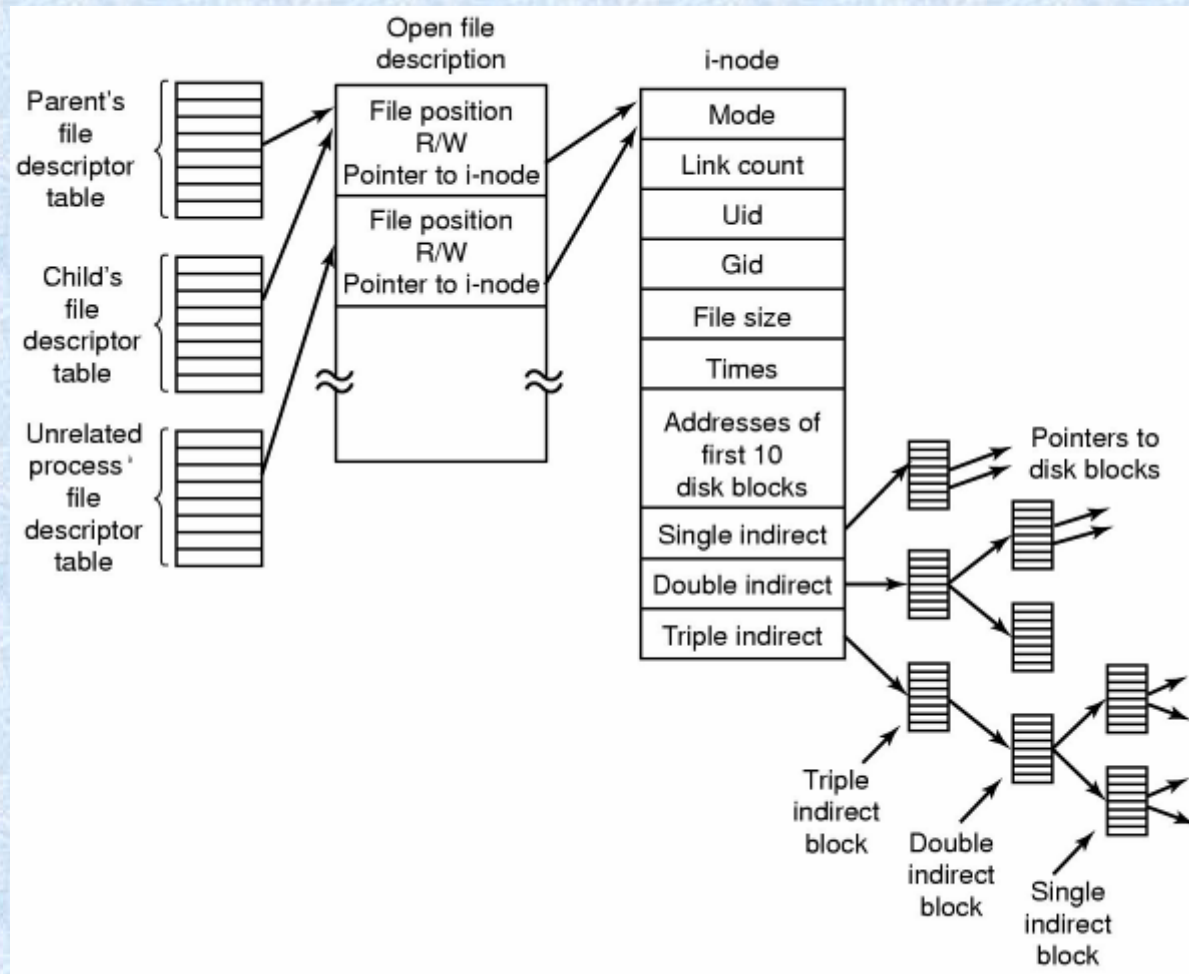 Open file
description
i-node
Parent's
file
descriptor
table
File position
R/W
Pointer to i-node
File position
R/W
Pointer to i-node
Child's
file
descriptor
table
Unrelated
process'
file
descriptor
table
Mode
Link count
Uid
Gid
File size
Times
Addresses of
first 10
disk blocks
Single indirect
Double indirect
Triple indirect
Pointers to
disk blocks
Triple
indirect
block
Double
indirect
block
Single
indirect
block